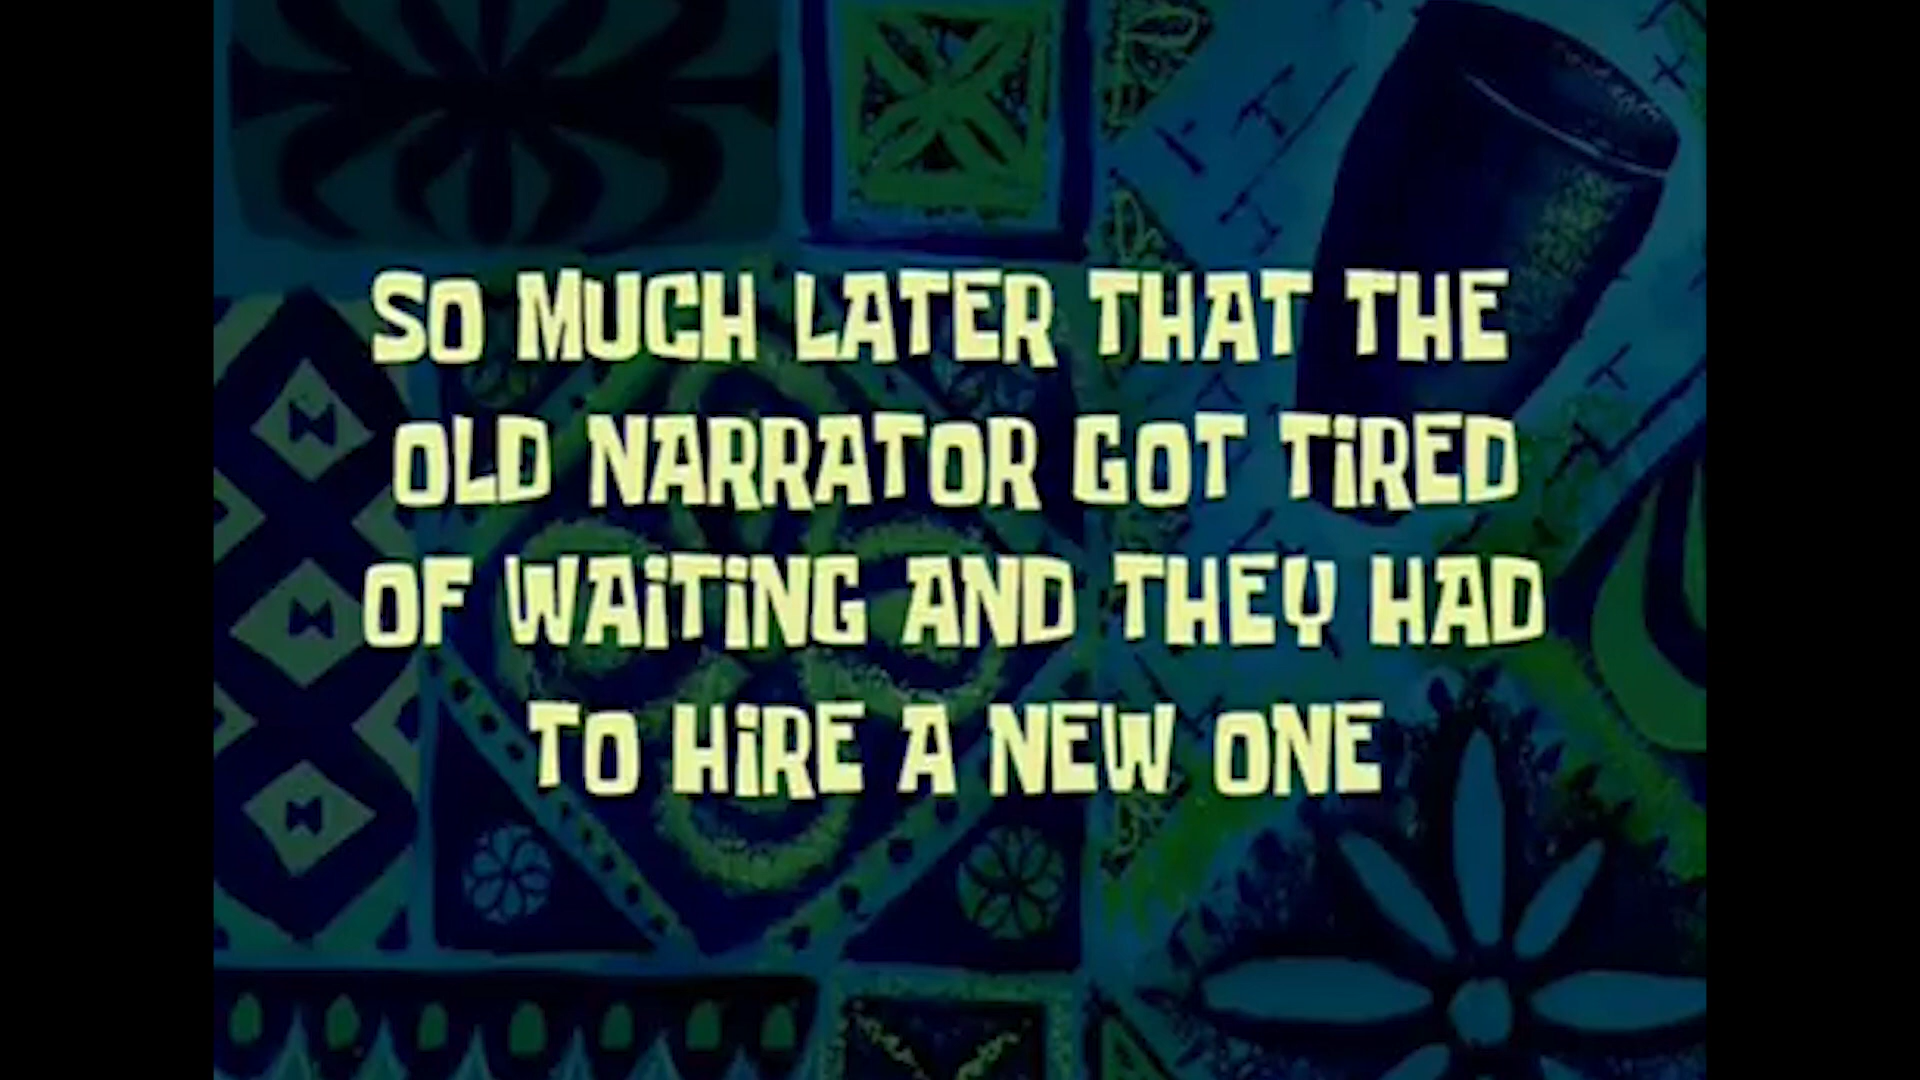 SO MUCH LATER THAT THE
OLD NARRATOR GOT TiRED
OF WAiTiNG AND THEY HAD
TO HiRE A NEW ONE